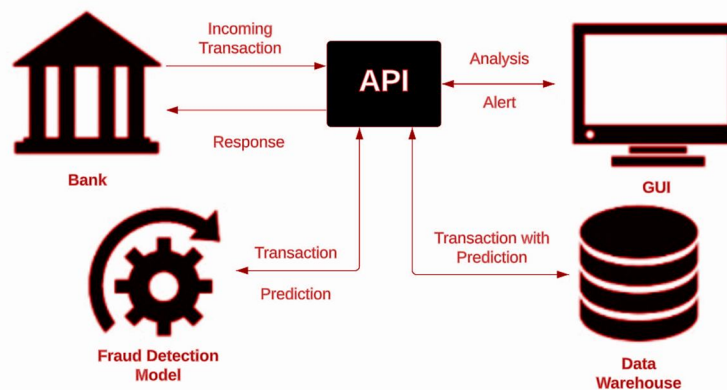 Incoming
Transaction
API
Analysis
Alert
Response
Bank
GUI
Transaction
Prediction
Transaction with
Prediction
Fraud Detection
Model
Data
Warehouse